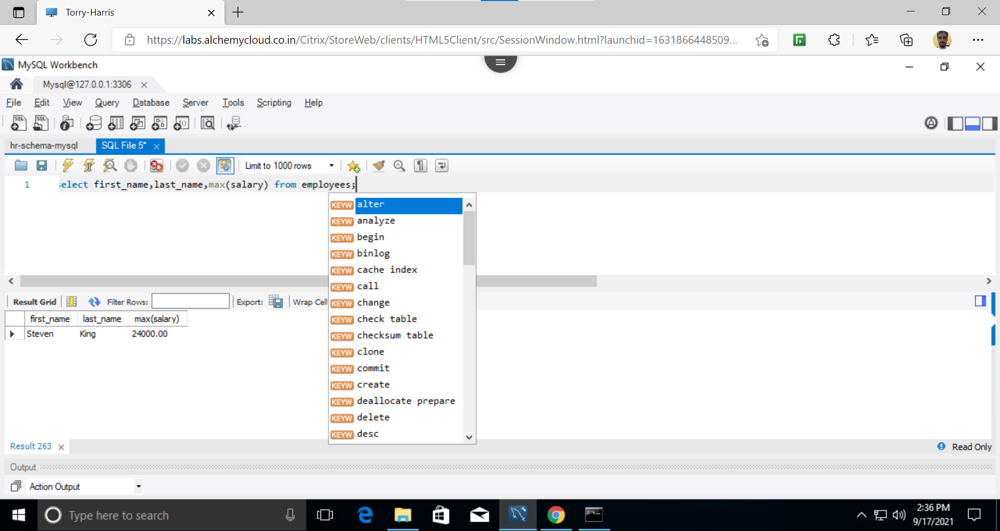 Torry-Harris
https://labs.alchemycloud.co.in/Citrix/StoreWeb/clients/HTML5Client/src/SessionWindow.html?launchid=1631866448509...
MySQL Workbench
Mysql@127.0.0.1:3306
File Edit View Query Database Server Tools Scripting Help
hr-schema-mysql SQL File 5*
Limit to 1000 rows
1 select first_name,last_name,max(salary) from employees;
KEYW alter
KEYW analyze
KEYW begin
KEYW binlog
KEYW cache index
KEYW call
KEYW change
KEYW check table
KEYW checksum table
KEYW clone
KEYW commit
KEYW create
KEYW deallocate prepare
KEYW delete
KEYW desc
Result Grid Filter Rows: Export: Wrap Cell
first_name last_name max(salary)
Steven King 24000.00
Result 263
Read Only
Output
Action Output
Type here to search
2:36 PM
9/17/2021